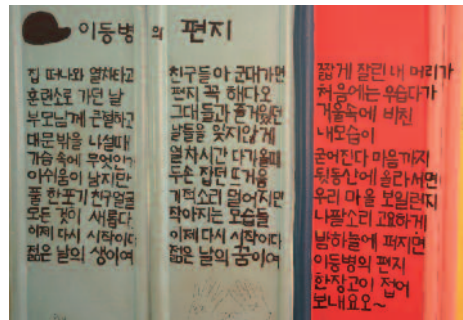 이등병 의 편지
집 떠나와 열차타고
훈련소로 가던 날
부모님께 큰절하고
대문 밖을 나설때
가슴 속에 무엇인가
아쉬움이 남지만
풀 한포기 친구얼굴
모든 것이 새롭다
이제 다시 시작이다
젊은 날의 생이여
친구들아 군대가면
편지 꼭 해다오
그대들과 즐거웠던
날들을 잊지않게
열차시간 다가올때
두손 잡던 뜨거움
기적소리 멀어지면
작아지는 모습들
이제 다시 시작이다
젊은 날의 꿈이여
짧게 잘린 내 머리가
처음에는 우습다가
거울속에 비친
내모습이
굳어진다 마음까지
뒷동산에 올라서면
우리 마을 보일런지
나팔소리 고요하게
밤하늘에 퍼지면
이등병의 편지
한장고이 접어
보내요오~